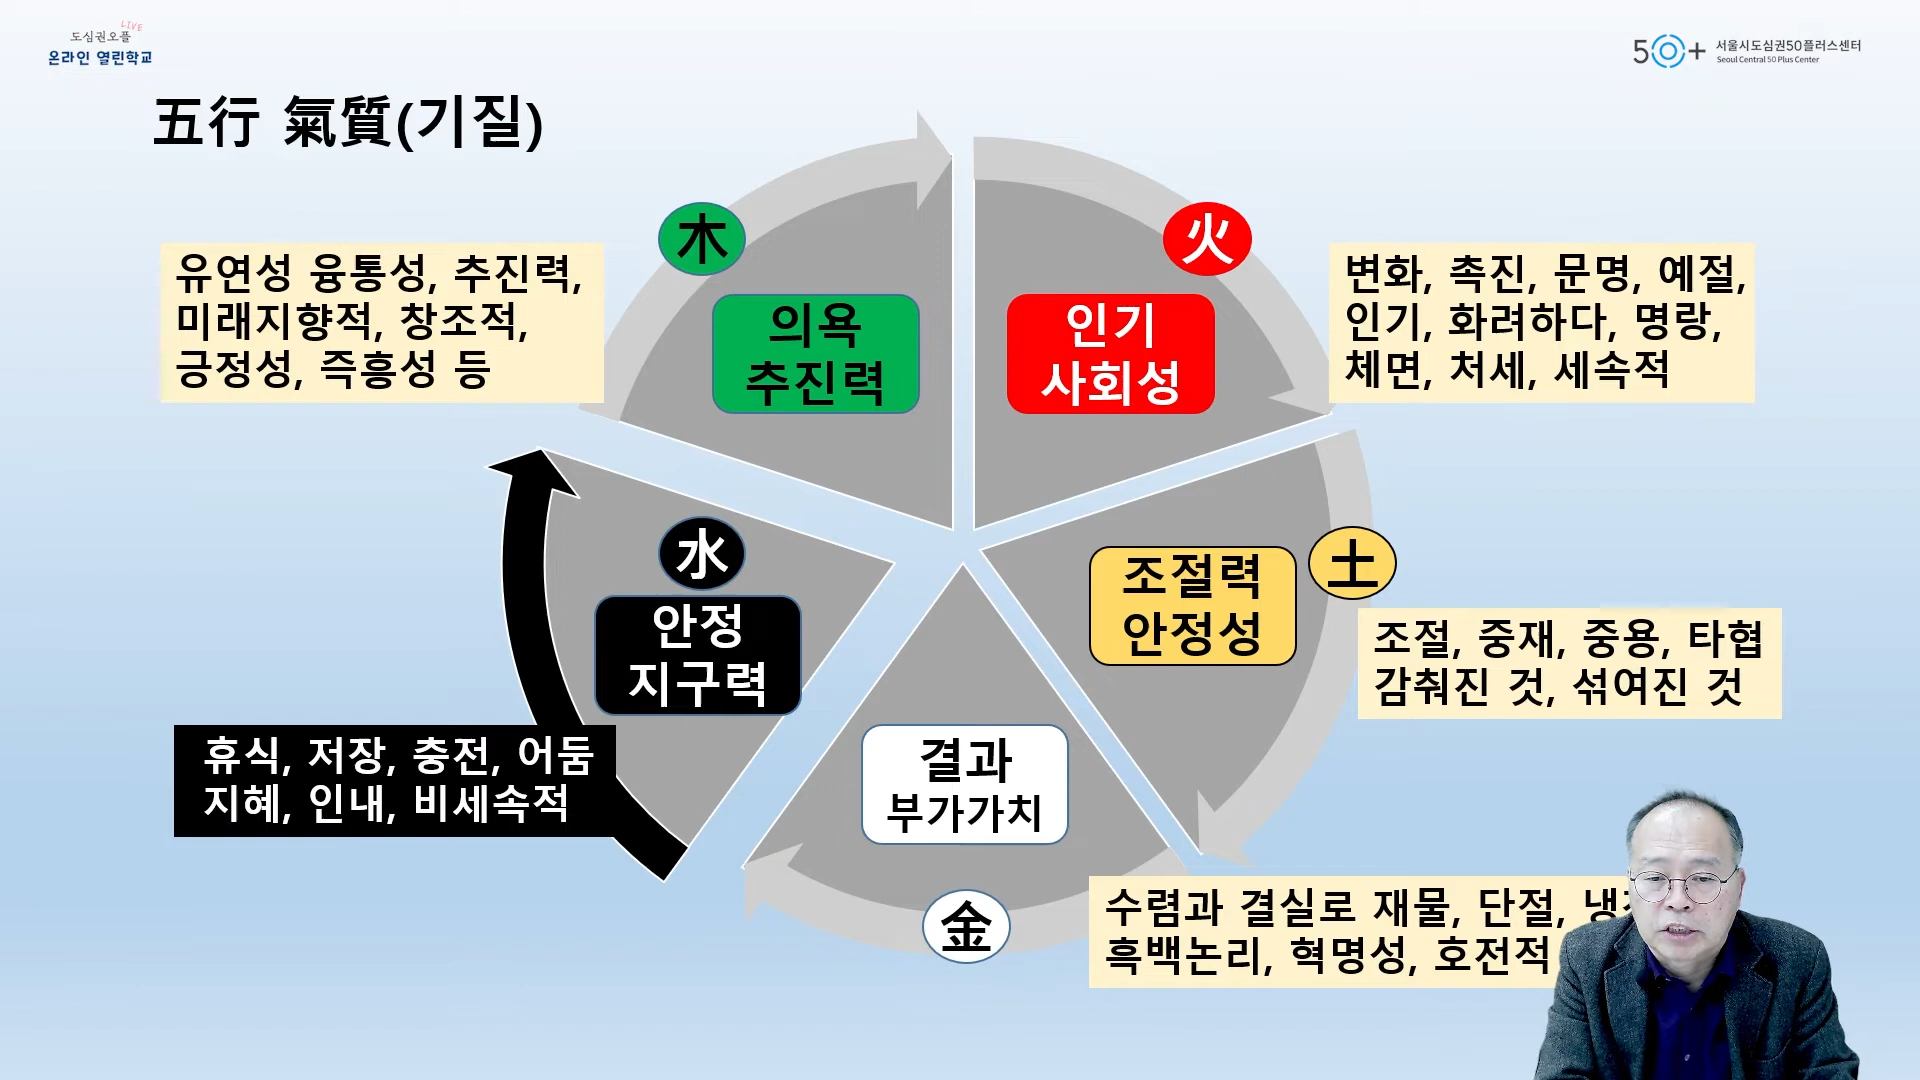 LIVE
도심권오플
온라인 열린학교
50+ 서울시도심권50플러스센터
Seoul Central 50 Plus Center
五行 氣質(기질)
木
의욕
추진력
유연성 융통성, 추진력,
미래지향적, 창조적,
긍정성, 즉흥성 등
火
인기
사회성
변화, 촉진, 문명, 예절,
인기, 화려하다, 명랑,
체면, 처세, 세속적
土
조절력
안정성
조절, 중재, 중용, 타협
감춰진 것, 섞여진 것
金
결과
부가가치
수렴과 결실로 재물, 단절,
흑백논리, 혁명성, 호전적
水
안정
지구력
휴식, 저장, 충전, 어둠
지혜, 인내, 비세속적